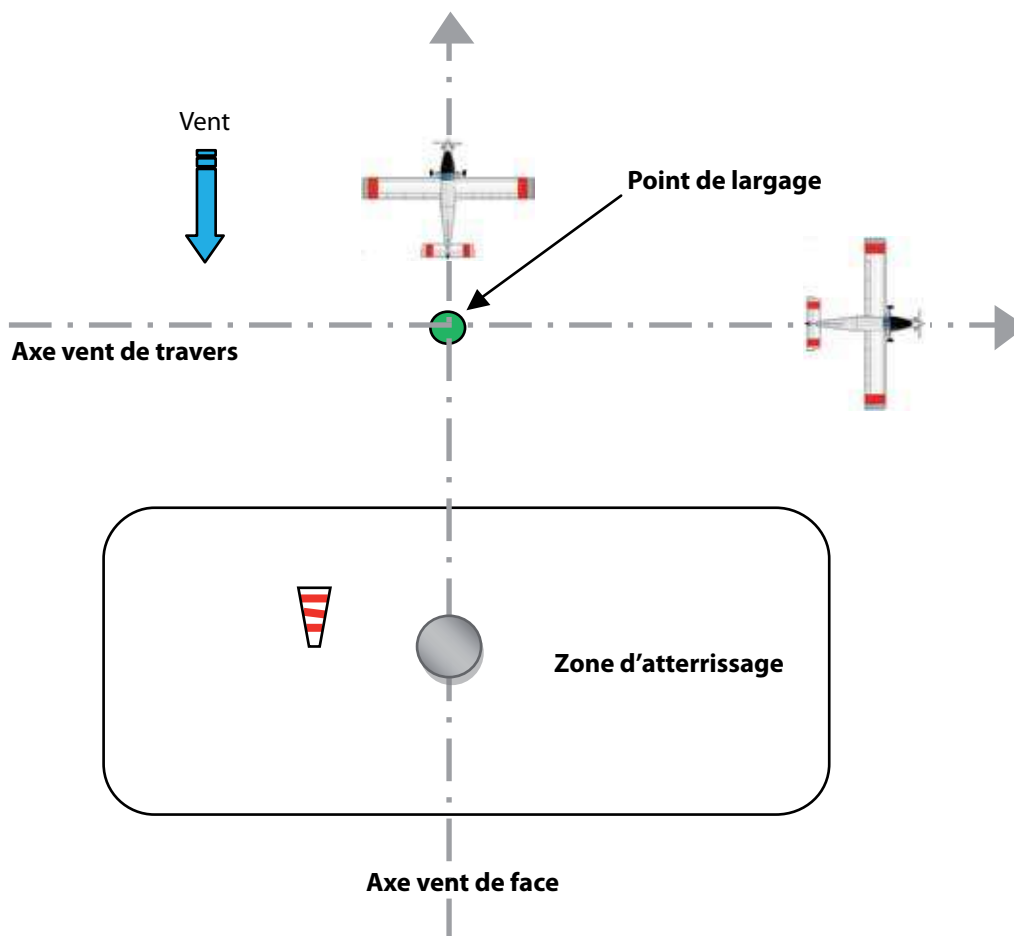 Vent
Point de largage
Axe vent de travers
Zone d’atterrissage
Axe vent de face